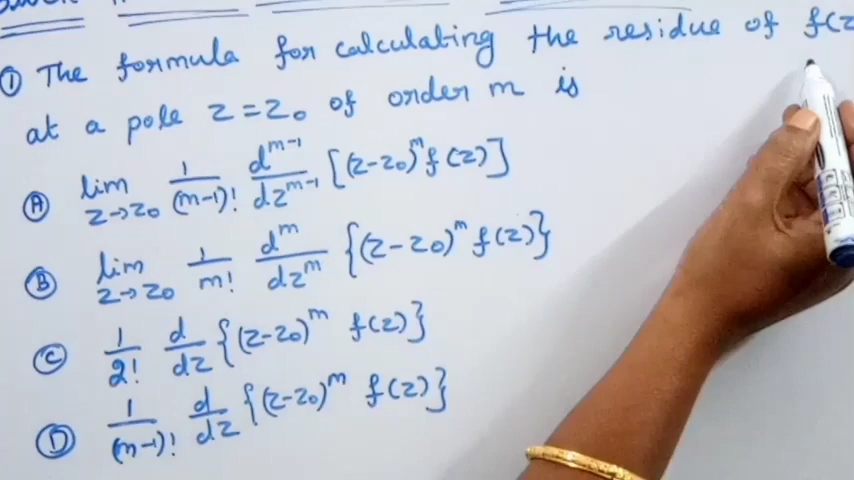 ① The formula for calculating the residue of f(z
at a pole z = z₀ of order m is
Ⓐ lim z→z₀ 1/(m-1)! d^(m-1)/dz^(m-1) [(z-z₀)^m f(z)]
Ⓑ lim z→z₀ 1/m! d^m/dz^m {(z-z₀)^m f(z)}
Ⓒ 1/2! d/dz {(z-z₀)^m f(z)}
Ⓓ 1/(m-1)! d/dz {(z-z₀)^m f(z)}